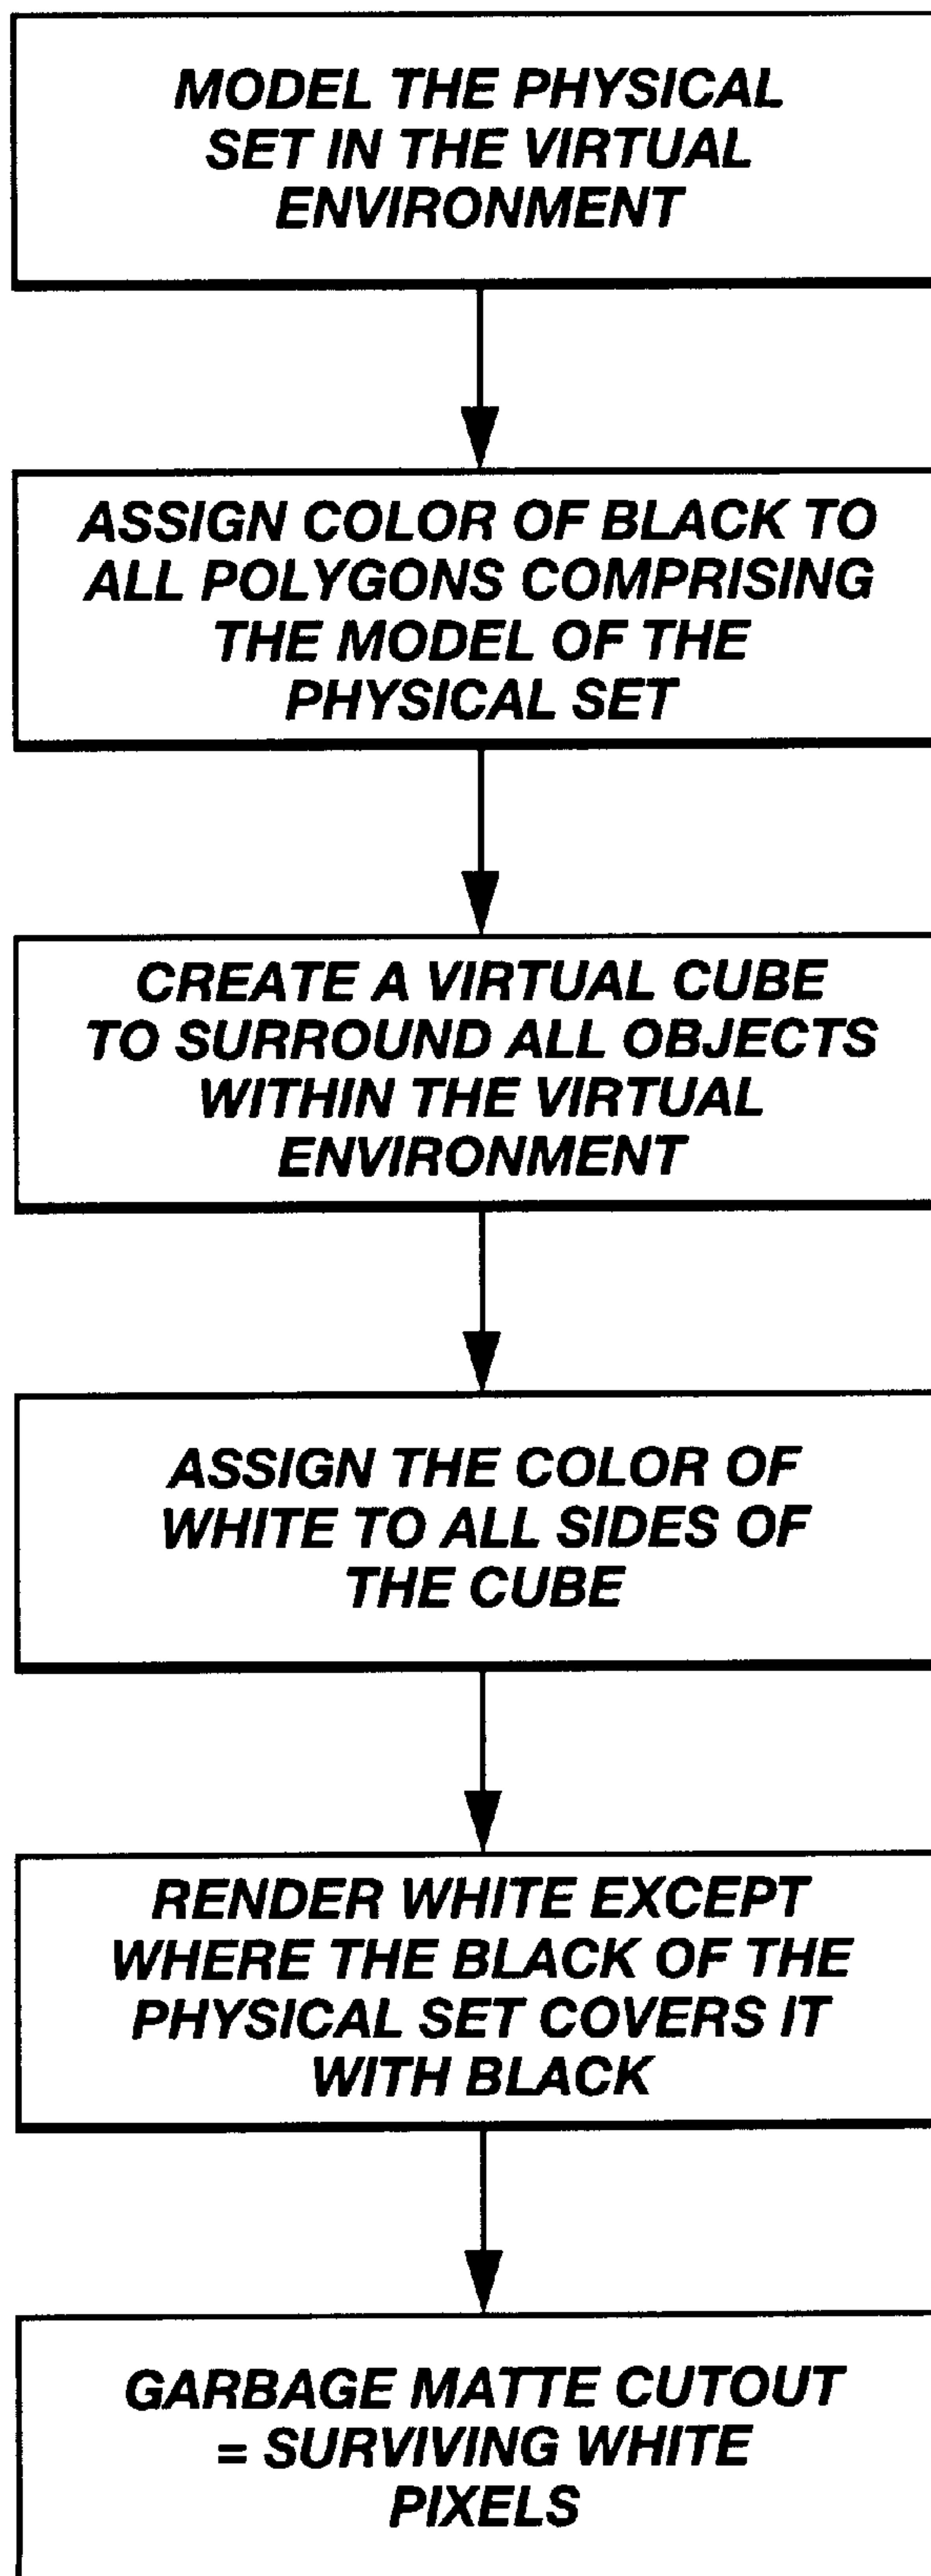 MODEL THE PHYSICAL
SET IN THE VIRTUAL
ENVIRONMENT
ASSIGN COLOR OF BLACK TO
ALL POLYGONS COMPRISING
THE MODEL OF THE
PHYSICAL SET
CREATE A VIRTUAL CUBE
TO SURROUND ALL OBJECTS
WITHIN THE VIRTUAL
ENVIRONMENT
ASSIGN THE COLOR OF
WHITE TO ALL SIDES OF
THE CUBE
RENDER WHITE EXCEPT
WHERE THE BLACK OF THE
PHYSICAL SET COVERS IT
WITH BLACK
GARBAGE MATTE CUTOUT
= SURVIVING WHITE
PIXELS